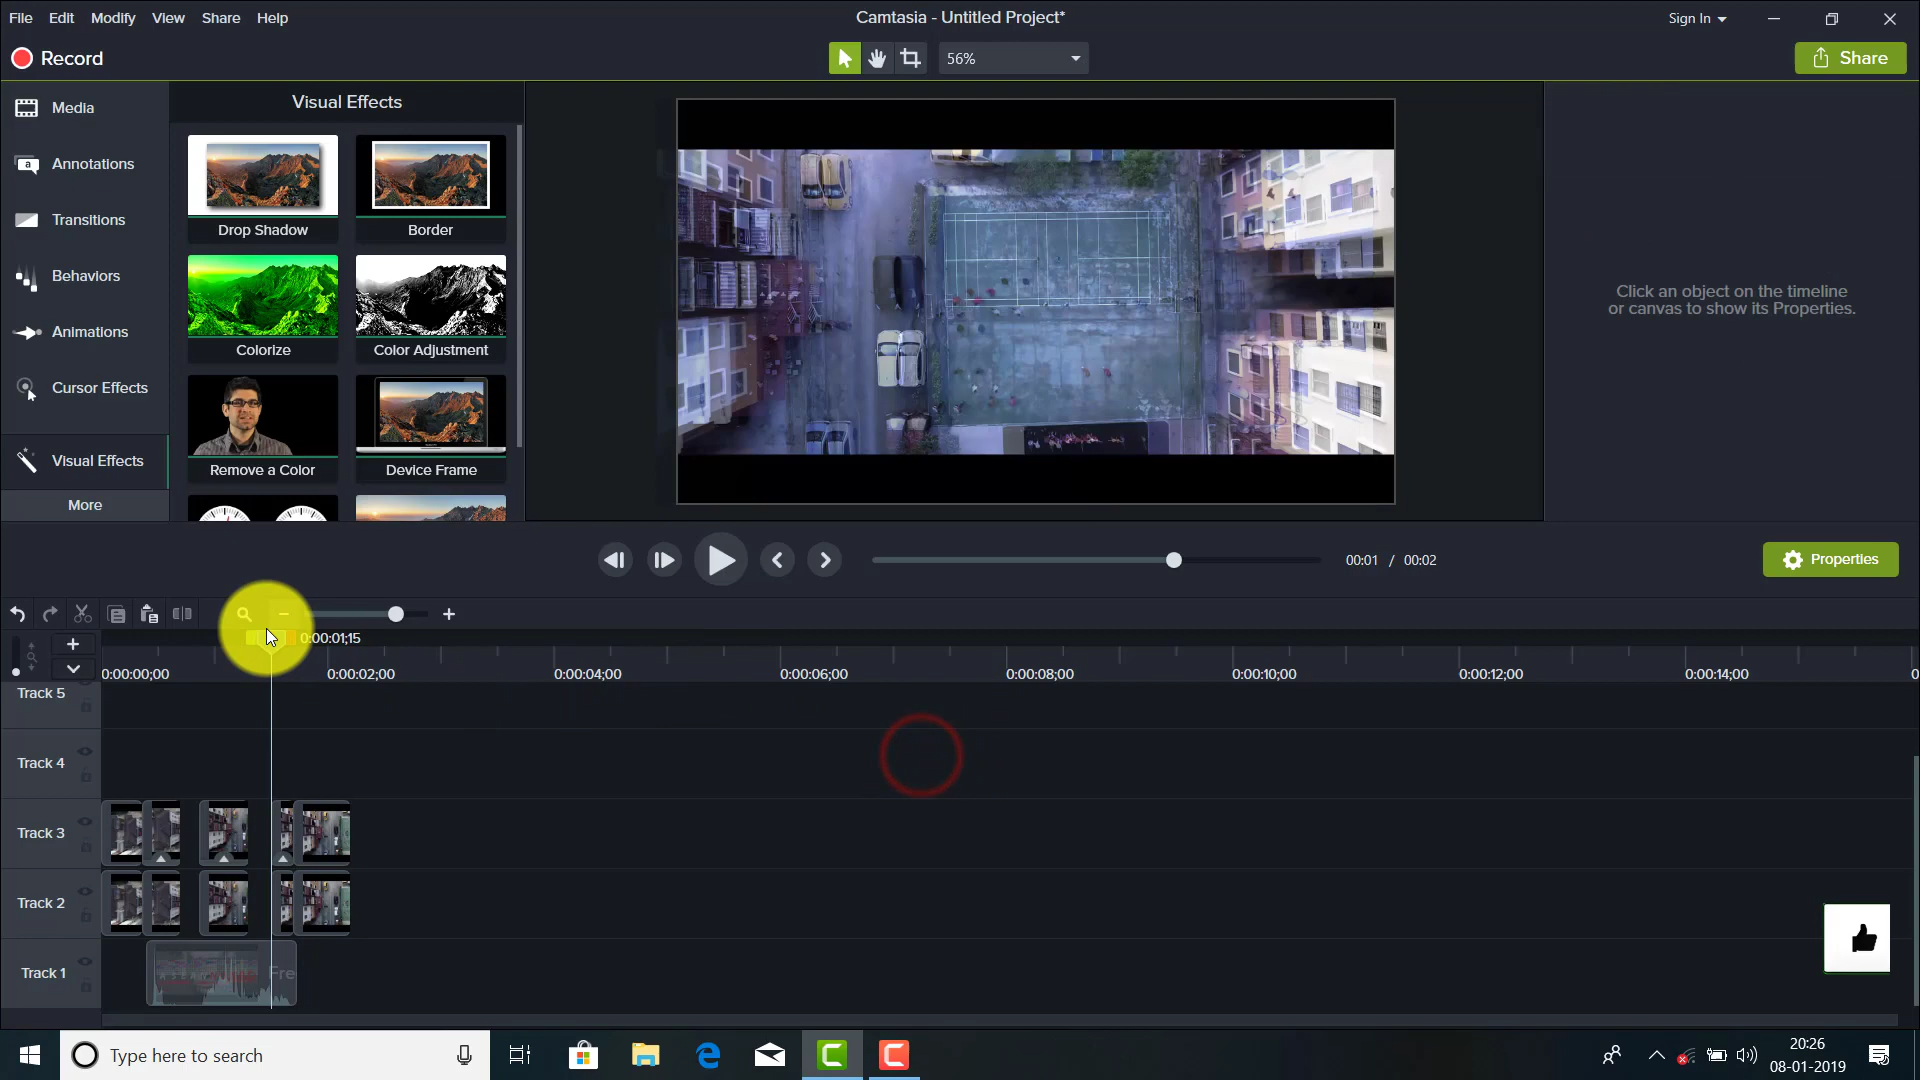 File Edit Modify View Share Help
Camtasia - Untitled Project*
Sign In
Record
56%
Share
Media
Annotations
Transitions
Behaviors
Animations
Cursor Effects
Visual Effects
More
Visual Effects
Drop Shadow
Border
Colorize
Color Adjustment
Remove a Color
Device Frame
Click an object on the timeline
or canvas to show its Properties.
00:01 / 00:02
Properties
0:00:01;15
0:00:00;00
0:00:02;00
0:00:04;00
0:00:06;00
0:00:08;00
0:00:10;00
0:00:12;00
0:00:14;00
0
Track 5
Track 4
Track 3
Track 2
Track 1
Fre
Type here to search
20:26
08-01-2019